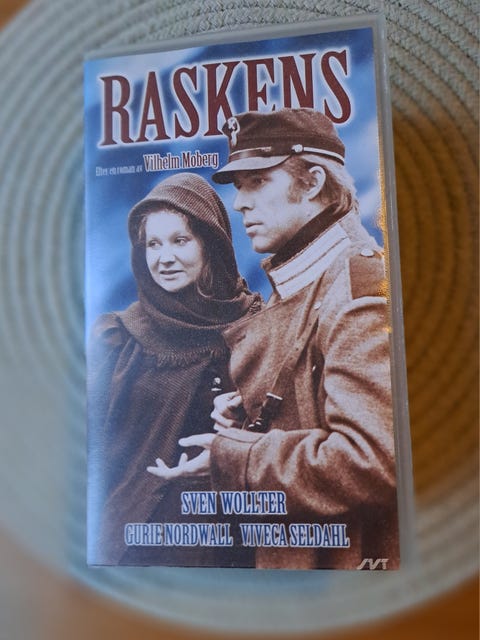 RASKENS
Efter en roman av Vilhelm Moberg
SVEN WOLLTER
GURIE NORDWALL VIVECA SELDAHL
SVT